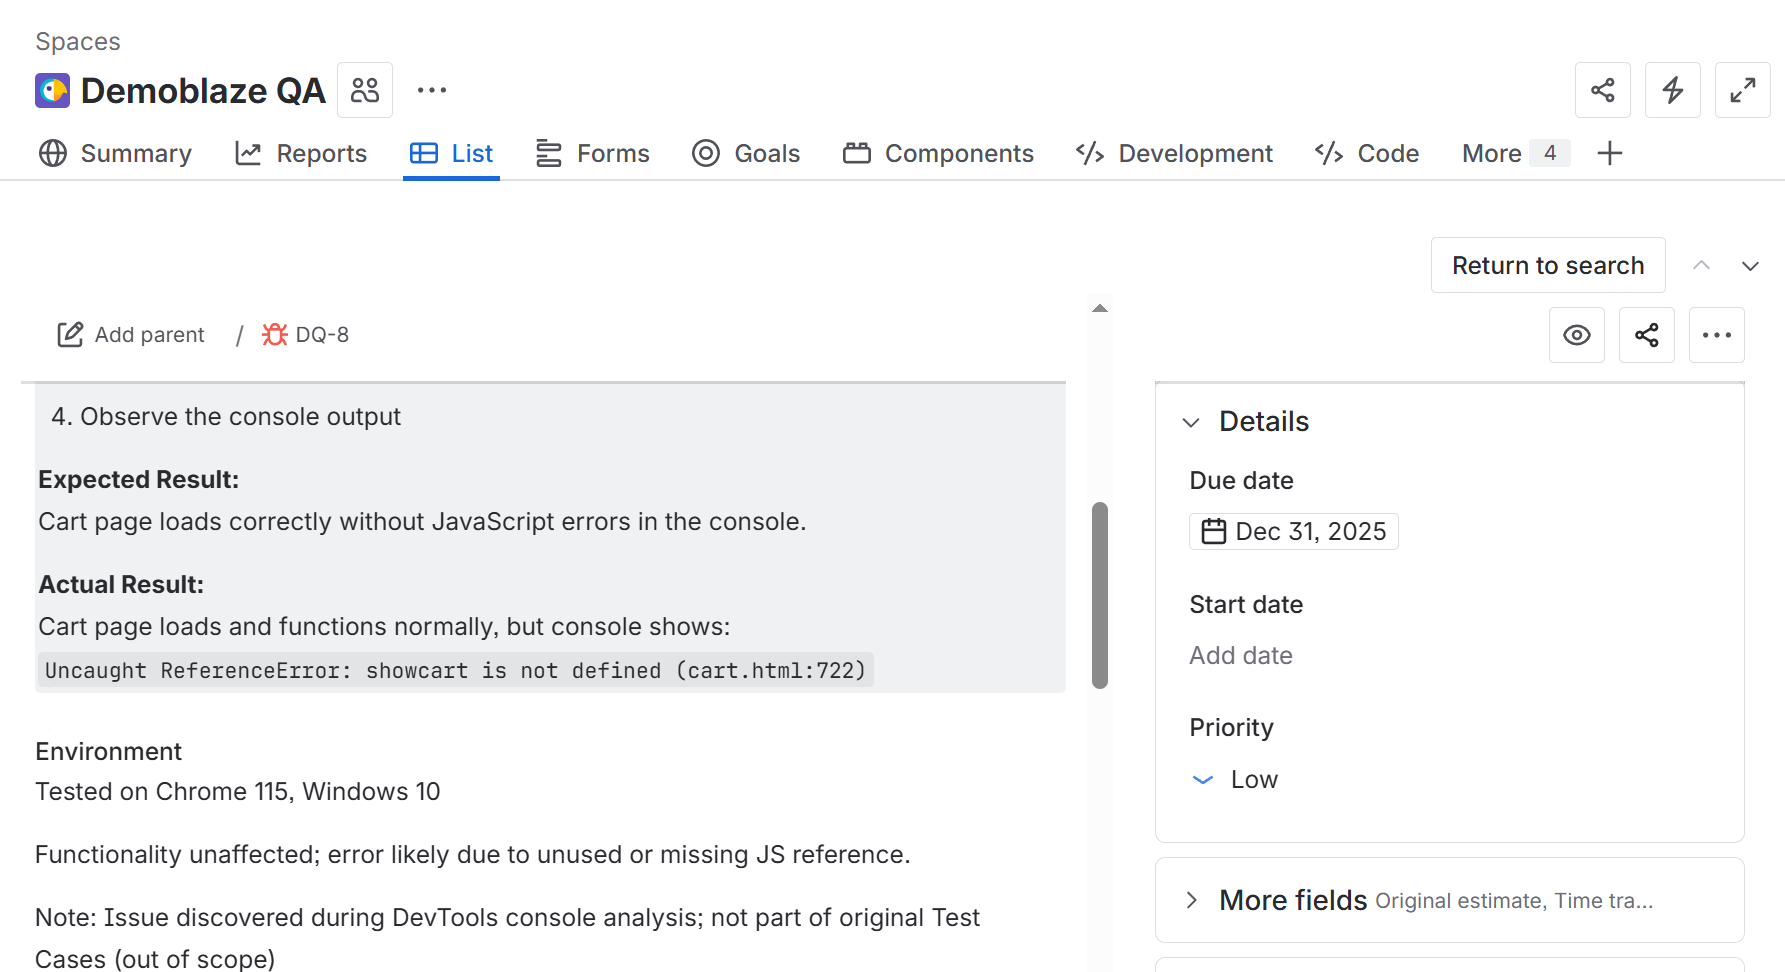 Spaces
Demoblaze QA
Summary Reports List Forms Goals Components Development Code More 4
Return to search
Add parent / DQ-8
4. Observe the console output
Expected Result:
Cart page loads correctly without JavaScript errors in the console.
Actual Result:
Cart page loads and functions normally, but console shows:
Uncaught ReferenceError: showcart is not defined (cart.html:722)
Environment
Tested on Chrome 115, Windows 10
Functionality unaffected; error likely due to unused or missing JS reference.
Note: Issue discovered during DevTools console analysis; not part of original Test
Cases (out of scope)
Details
Due date
Dec 31, 2025
Start date
Add date
Priority
Low
More fields Original estimate, Time tra...